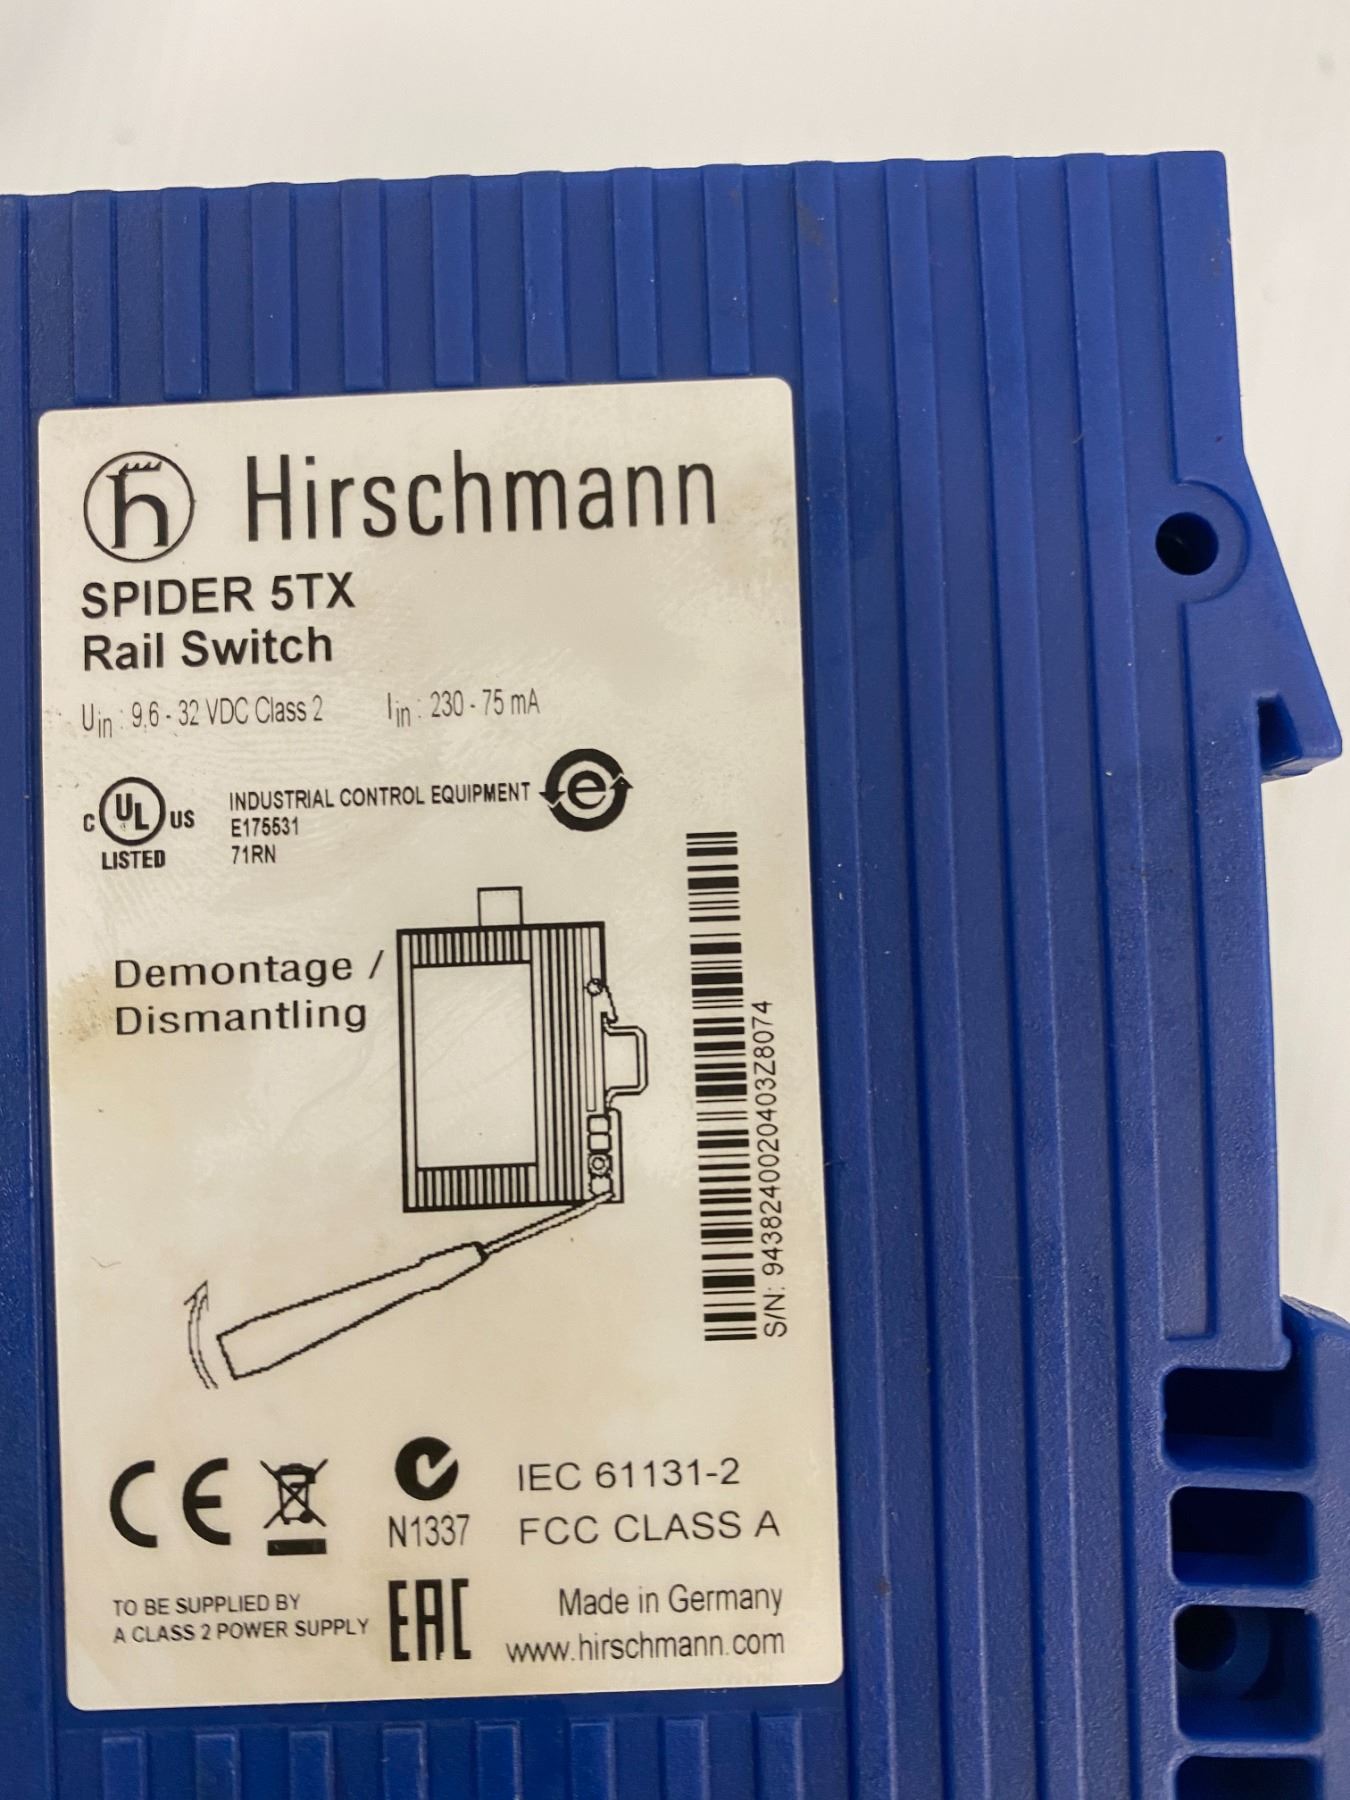 Hirschmann
SPIDER 5TX
Rail Switch
Uin : 9,6 - 32 VDC Class 2 Iin : 230 - 75 mA
C UL US
LISTED
INDUSTRIAL CONTROL EQUIPMENT
E175531
71RN
e
Demontage /
Dismantling
S/N: 9438240020403Z8074
CE
N1337
IEC 61131-2
FCC CLASS A
TO BE SUPPLIED BY
A CLASS 2 POWER SUPPLY
EAC
Made in Germany
www.hirschmann.com